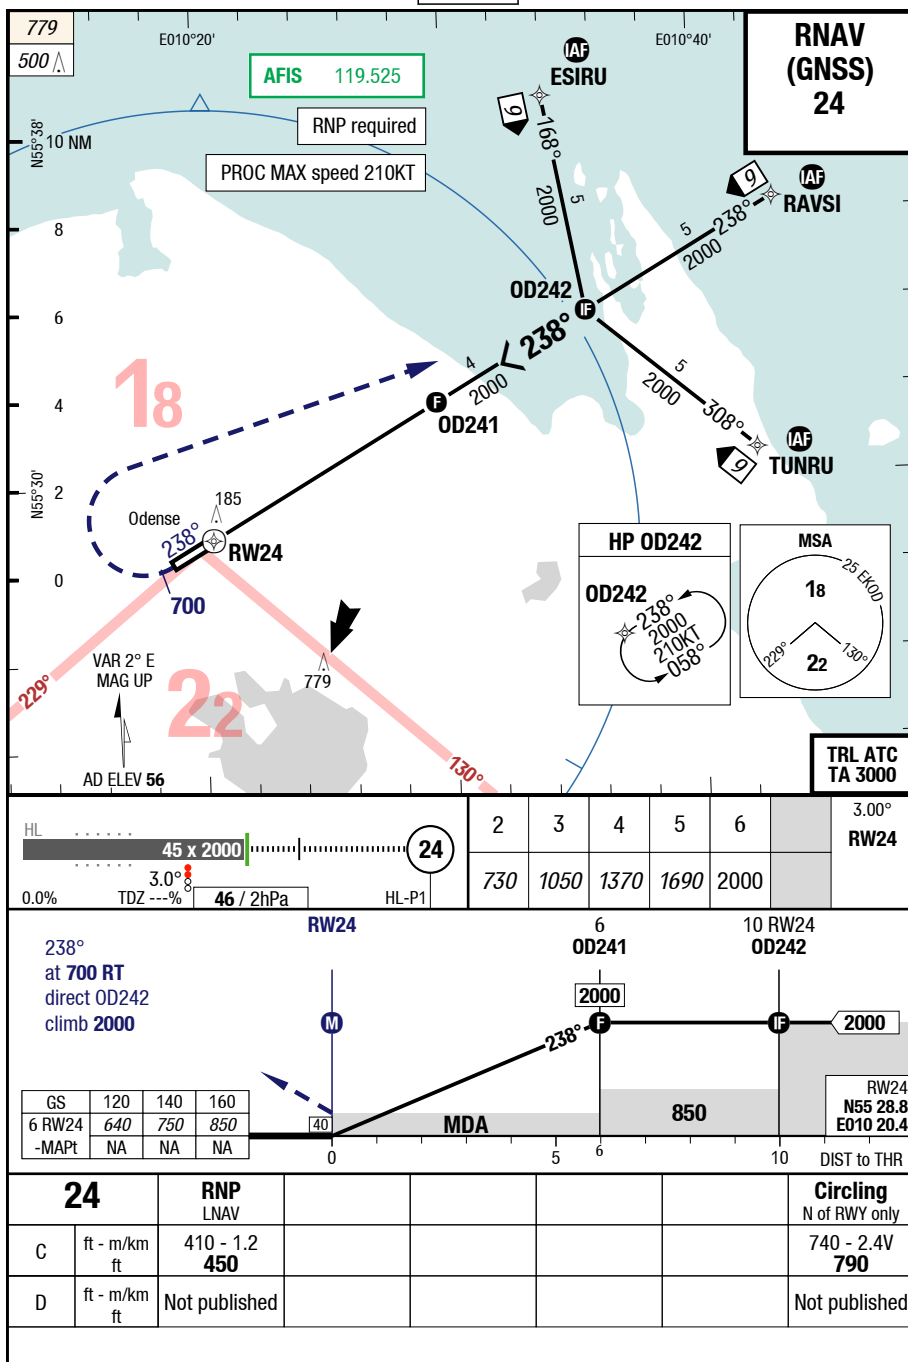 779
500
E010°20'
E010°40'
RNAV
(GNSS)
24
AFIS 119.525
RNP required
PROC MAX speed 210KT
IAF
ESIRU
9
168°
5
2000
IAF
RAVSI
9
238°
5
2000
N55°38'
10 NM
8
6
4
2
0
N55°30'
OD242
IF
238°
4
2000
F
OD241
5
2000
308°
IAF
TUNRU
9
18
185
Odense
238°
RW24
700
779
VAR 2° E
MAG UP
229°
22
130°
AD ELEV 56
HP OD242
OD242
238°
2000
210KT
058°
MSA
25 EKOD
18
229°
130°
22
TRL ATC
TA 3000
HL
45 x 2000
24
3.0°
0.0%
TDZ ---%
46 / 2hPa
HL-P1
2 3 4 5 6
730 1050 1370 1690 2000
3.00°
RW24
238°
at 700 RT
direct OD242
climb 2000
RW24
6
OD241
10 RW24
OD242
2000
M
F
IF
2000
238°
40
MDA
850
RW24
N55 28.8
E010 20.4
GS 120 140 160
6 RW24 640 750 850
-MAPt NA NA NA
0 5 6 10 DIST to THR
24
RNP
LNAV
Circling
N of RWY only
C
ft - m/km
ft
410 - 1.2
450
740 - 2.4V
790
D
ft - m/km
ft
Not published
Not published